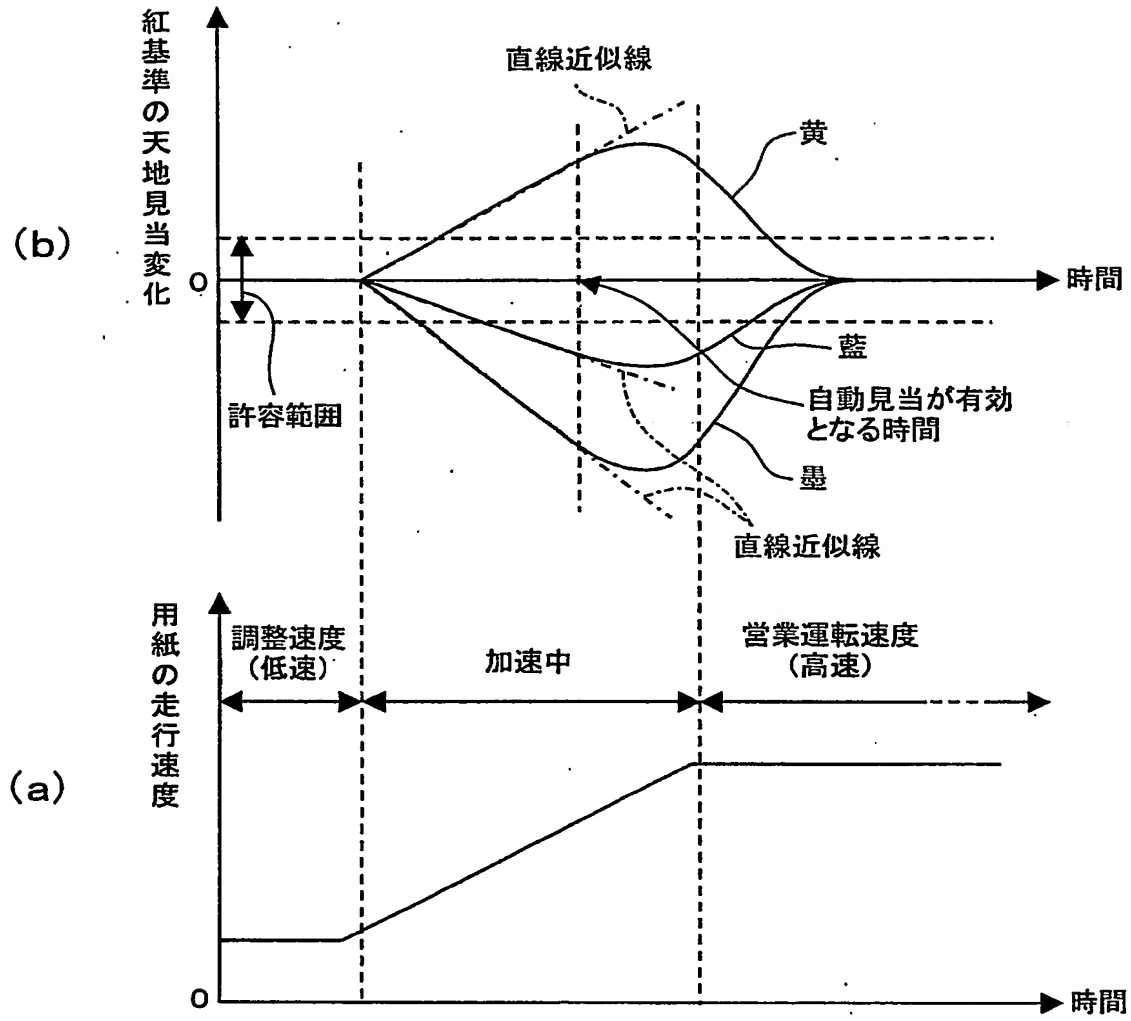 (b)
紅基準の天地見当変化
直線近似線
黄
0
時間
藍
許容範囲
自動見当が有効
となる時間
墨
直線近似線
(a)
用紙の走行速度
調整速度
(低速)
加速中
営業運転速度
(高速)
0
時間